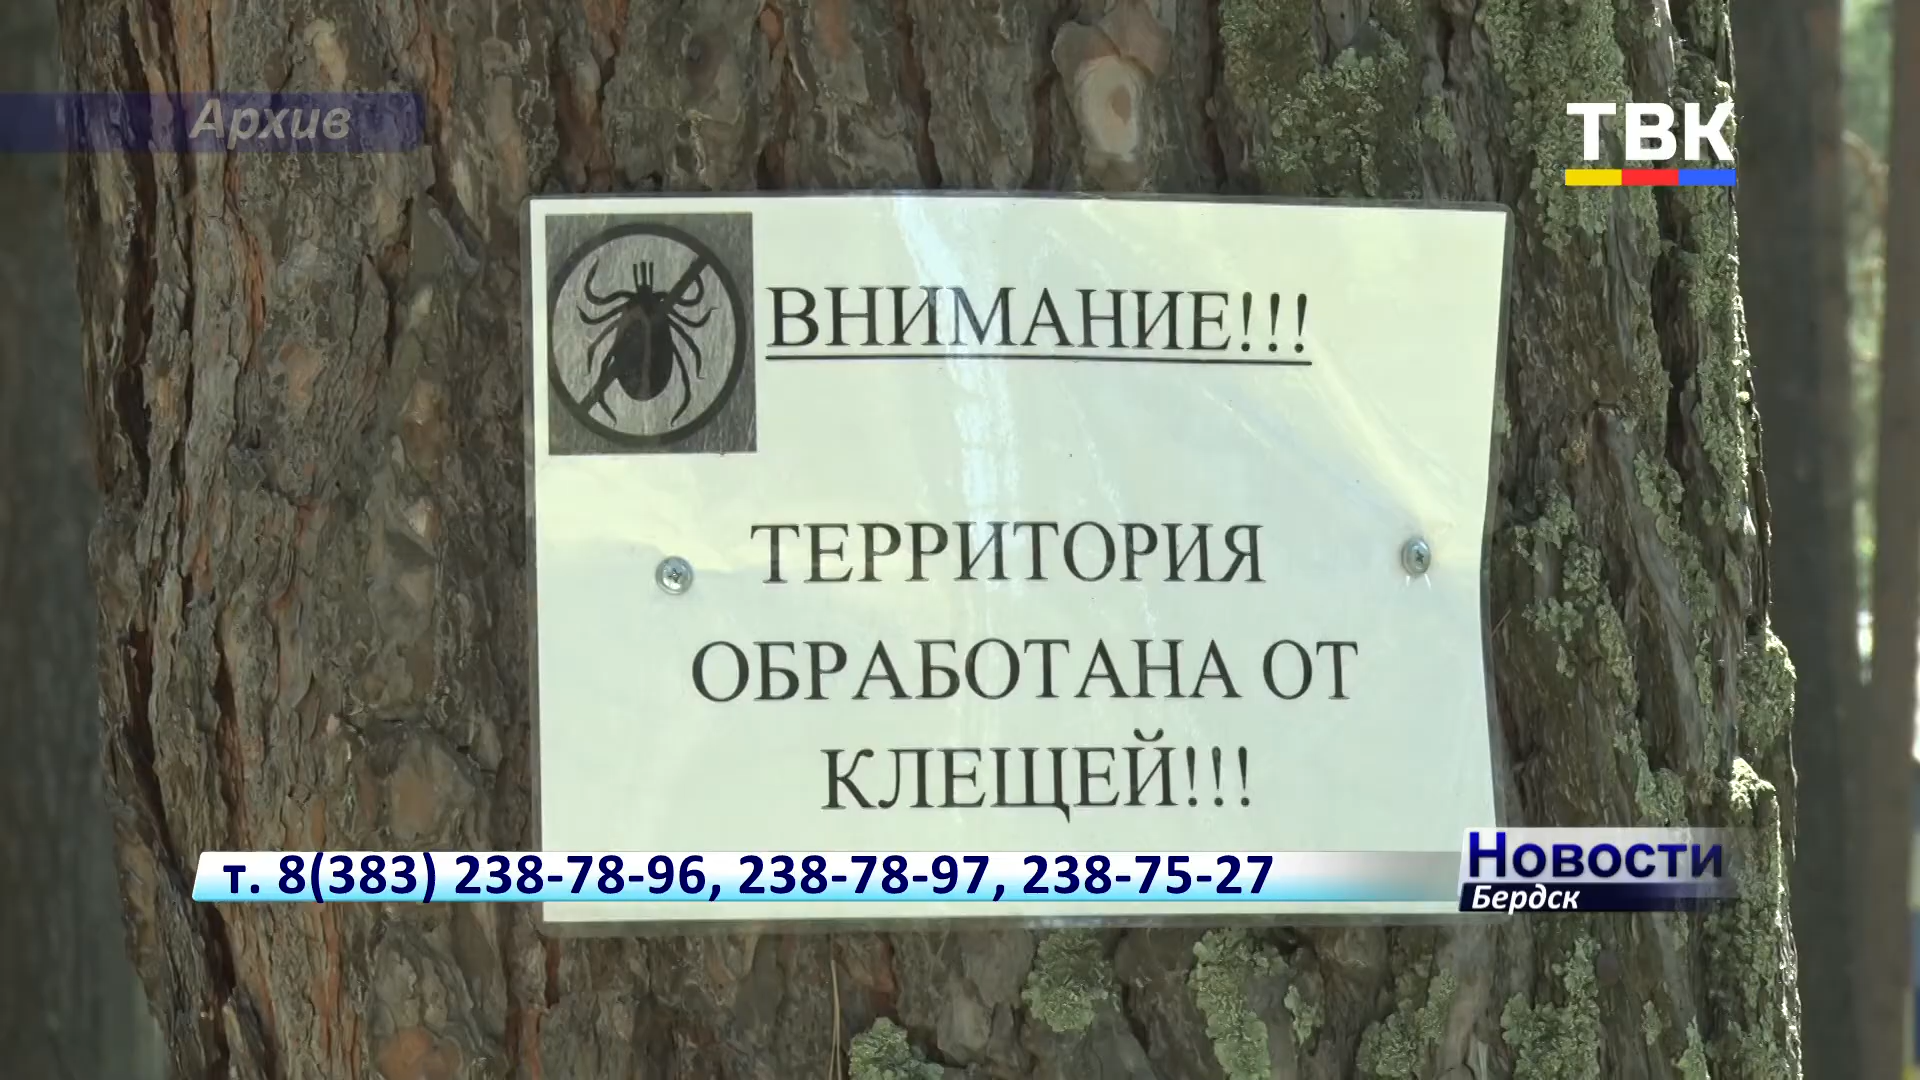 Архив
ТВК
ВНИМАНИЕ!!!
ТЕРРИТОРИЯ
ОБРАБОТАНА ОТ
КЛЕЩЕЙ!!!
т. 8(383) 238-78-96, 238-78-97, 238-75-27
Новости
Бердск